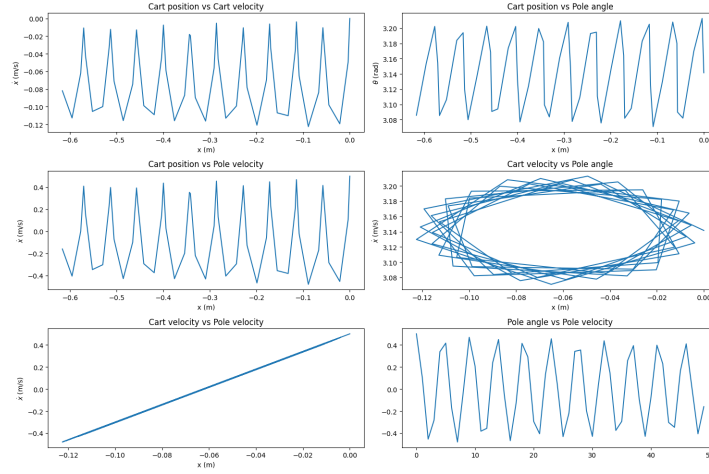 Cart position vs Cart velocity
Cart position vs Pole angle
0.00
−0.02
−0.04
−0.06
−0.08
−0.10
−0.12
ẋ (m/s)
−0.6 −0.5 −0.4 −0.3 −0.2 −0.1 0.0
x (m)
3.20
3.18
3.16
3.14
3.12
3.10
3.08
θ (rad)
−0.6 −0.5 −0.4 −0.3 −0.2 −0.1 0.0
x (m)
Cart position vs Pole velocity
Cart velocity vs Pole angle
0.4
0.2
0.0
−0.2
−0.4
ẋ (m/s)
−0.6 −0.5 −0.4 −0.3 −0.2 −0.1 0.0
x (m)
3.20
3.18
3.16
3.14
3.12
3.10
3.08
ẋ (m/s)
−0.12 −0.10 −0.08 −0.06 −0.04 −0.02 0.00
x (m)
Cart velocity vs Pole velocity
Pole angle vs Pole velocity
0.4
0.2
0.0
−0.2
−0.4
ẋ (m/s)
−0.12 −0.10 −0.08 −0.06 −0.04 −0.02 0.00
x (m)
0.4
0.2
0.0
−0.2
−0.4
ẋ (m/s)
0 10 20 30 40
x (m)